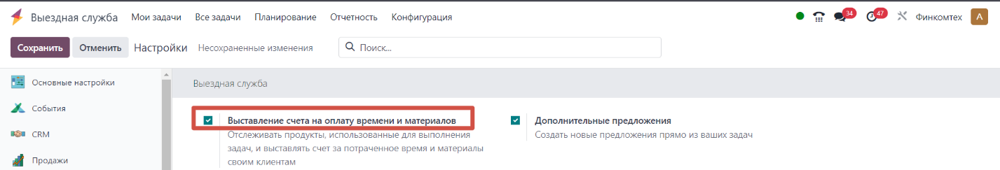 Выездная служба Мои задачи Все задачи Планирование Отчетность Конфигурация 34 47 Финкомтех A
Сохранить Отменить Настройки Несохраненные изменения Поиск...
Основные настройки
События
CRM
Продажи
Выездная служба
Выставление счета на оплату времени и материалов
Отслеживать продукты, использованные для выполнения
задач, и выставлять счет за потраченное время и материалы
своим клиентам
Дополнительные предложения
Создать новые предложения прямо из ваших задач